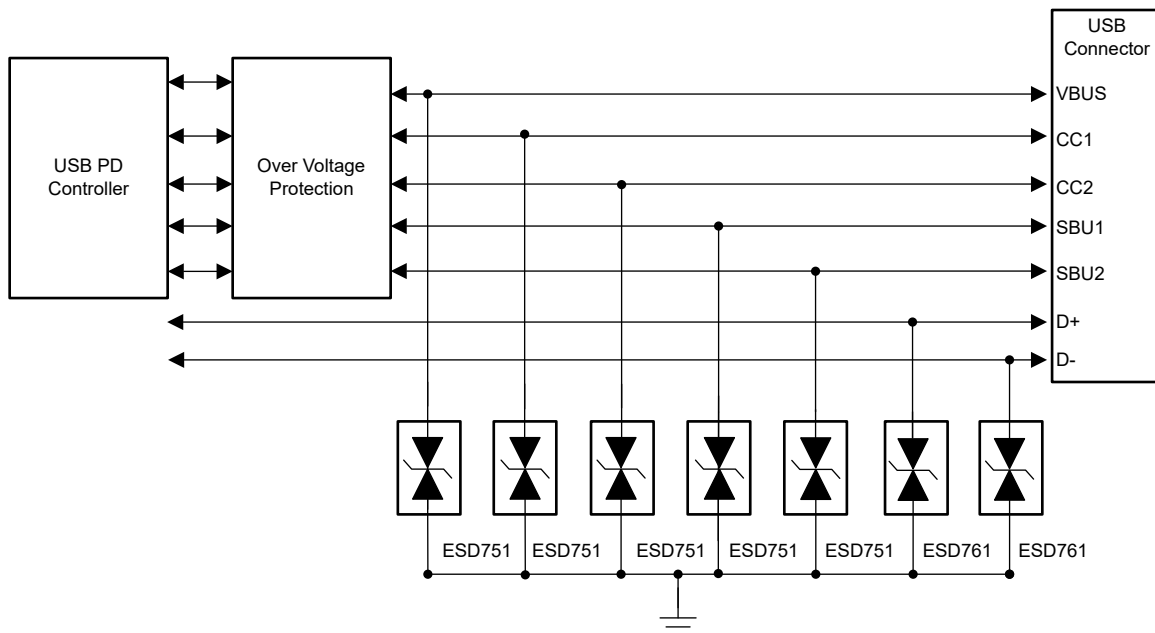 USB
Connector
VBUS
CC1
USB PD
Controller
Over Voltage
Protection
CC2
SBU1
SBU2
D+
D-
ESD751
ESD751
ESD751
ESD751
ESD751
ESD761
ESD761